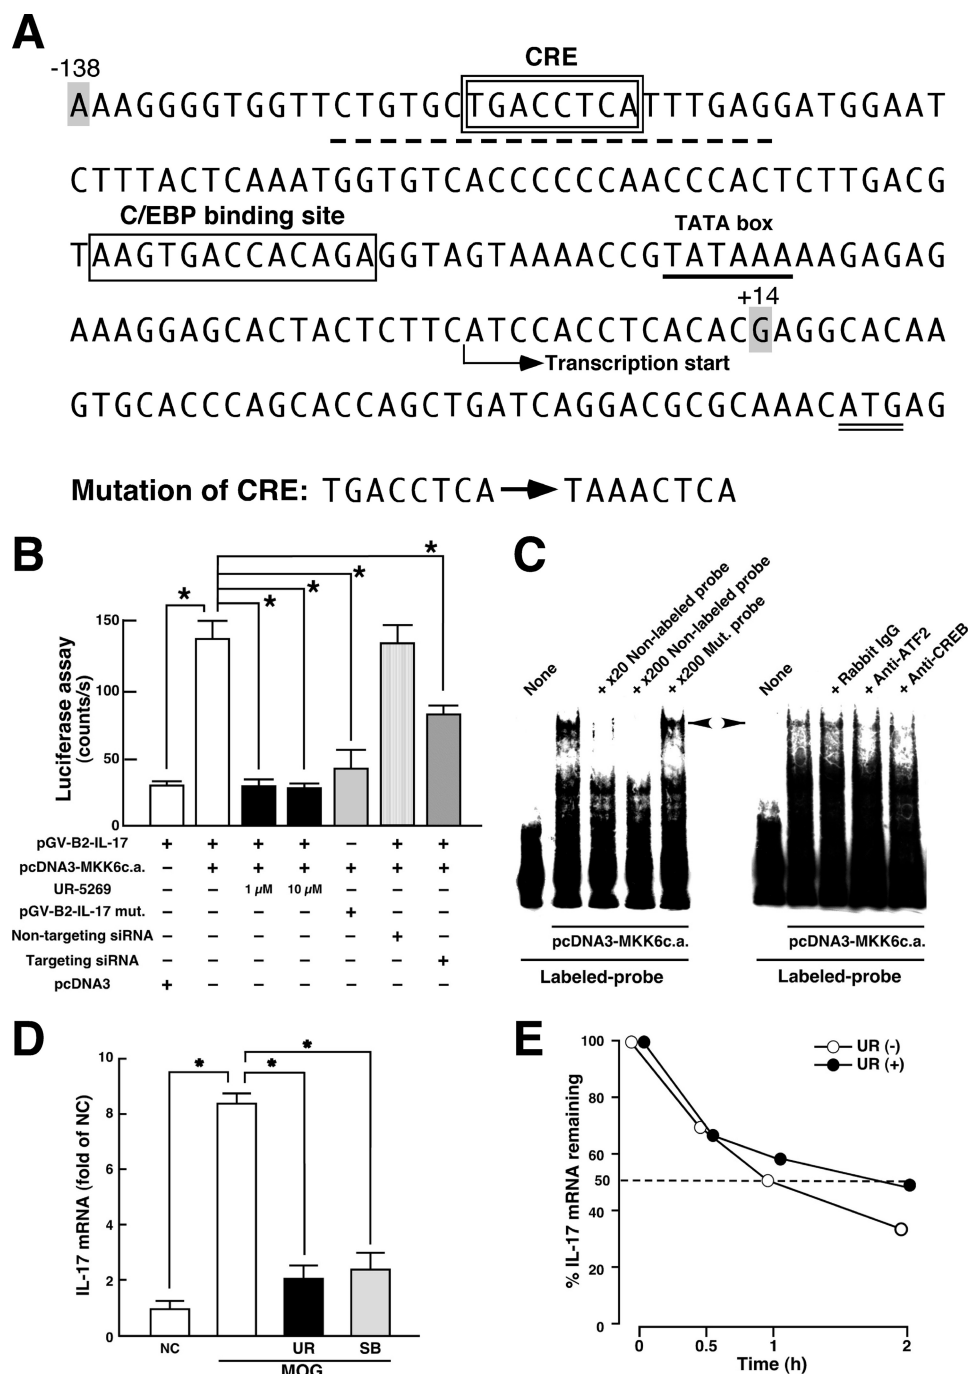 A
-138
CRE
AAAGGGGTGGTTCTGTGCTGACCTCATTTGAGGATGGAAT
CTTTACTCAAATGGTGTCACCCCCCAACCCACTCTTGACG
C/EBP binding site
TATA box
TAAGTGACCACAGAGGTAGTAAAACCGTATAAAAAGAGAG
+14
AAAGGAGCACTACTCTTCATCCACCTCACACGAGGCACAA
Transcription start
GTGCACCCAGCACCAGCTGATCAGGACGCGCAAACATGAG
Mutation of CRE: TGACCTCA TAAACTCA
B
* * * * *
Luciferase assay
(counts/s)
150
100
50
0
pGV-B2-IL-17 + + + + – + +
pcDNA3-MKK6c.a. – + + + + + +
UR-5269 – – 1 µM 10 µM – – –
pGV-B2-IL-17 mut. – – – – + – –
Non-targeting siRNA – – – – – + –
Targeting siRNA – – – – – – +
pcDNA3 + – – – – – –
C
None
+ x20 Non-labeled probe
+ x200 Non-labeled probe
+ x200 Mut. probe
None
+ Rabbit IgG
+ Anti-ATF2
+ Anti-CREB
pcDNA3-MKK6c.a. pcDNA3-MKK6c.a.
Labeled-probe Labeled-probe
D
IL-17 mRNA (fold of NC)
10
8
6
4
2
0
* * *
NC UR SB
MOG
E
% IL-17 mRNA remaining
100
80
60
50
40
20
0
UR (-)
UR (+)
0 0.5 1 2
Time (h)